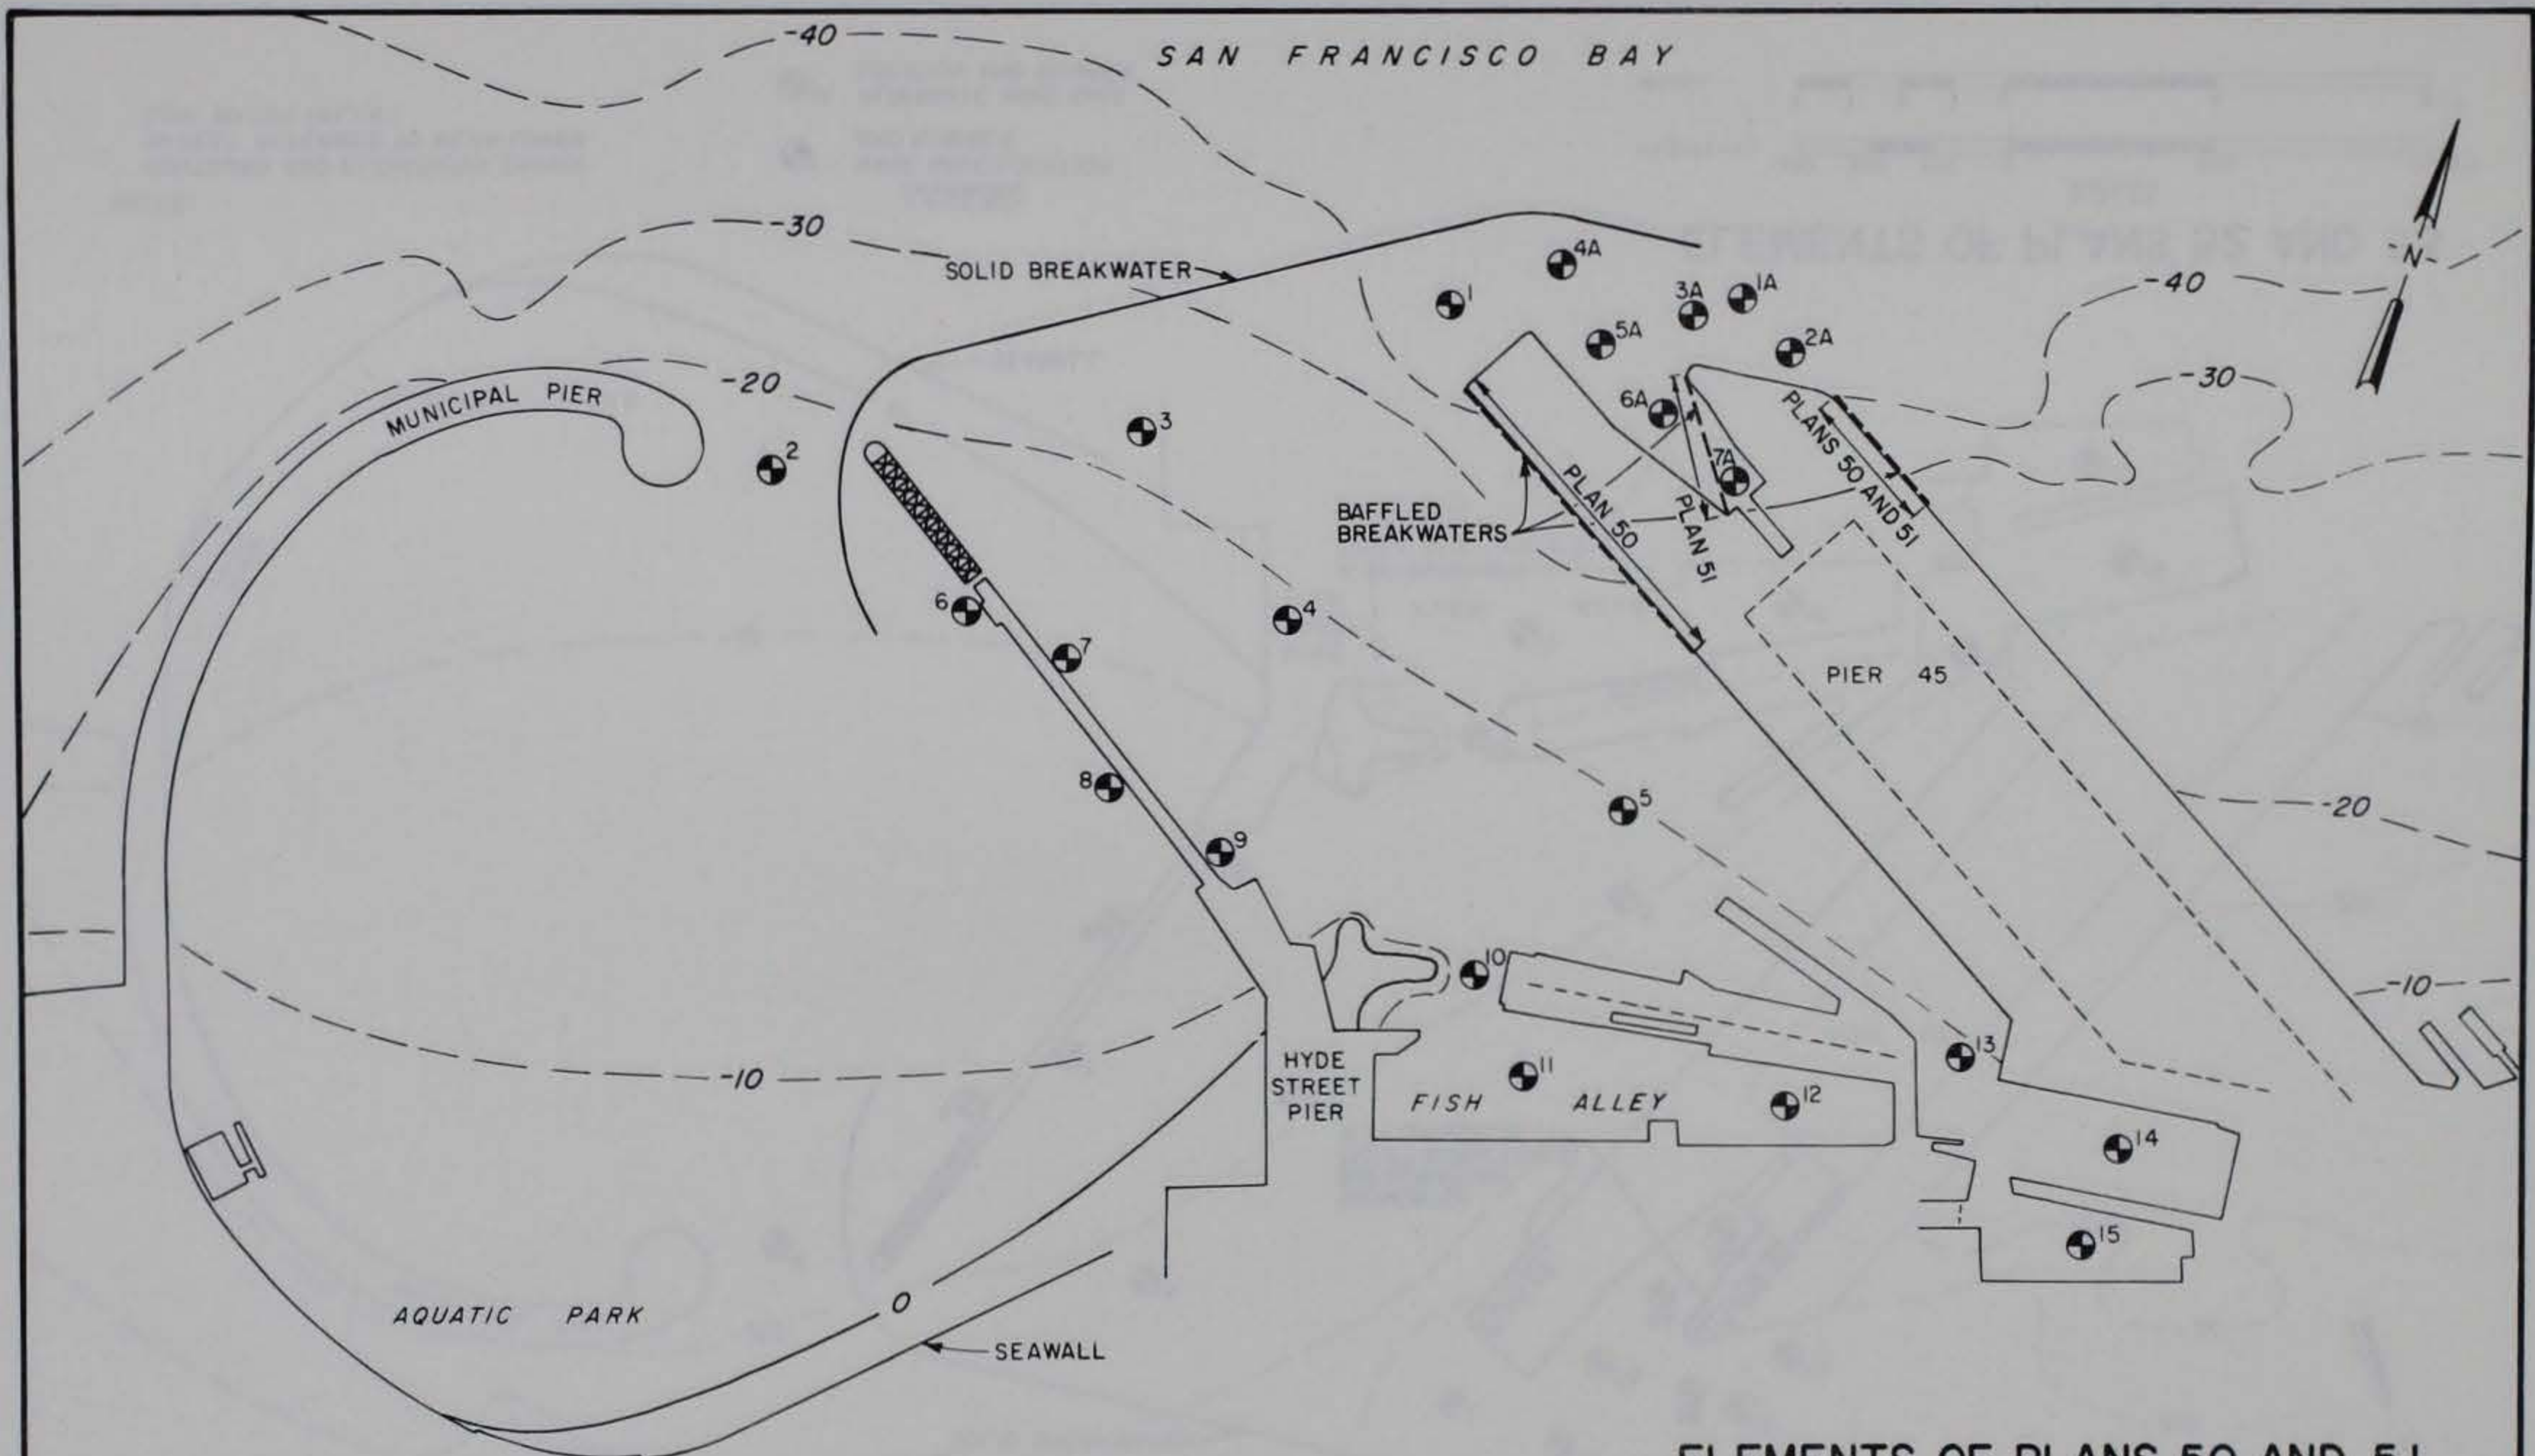 SAN FRANCISCO BAY
-40
-30
-20
SOLID BREAKWATER
MUNICIPAL PIER
4A
1
3A
1A
5A
2A
6A
7A
-N-
-40
-30
2
3
BAFFLED
BREAKWATERS
PLAN 50
PLAN 51
PLANS 50 AND 51
6
7
4
PIER 45
8
5
9
-20
10
-10
13
-10
HYDE
STREET
PIER
11
FISH ALLEY
12
14
15
AQUATIC PARK
0
SEAWALL
ELEMENTS OF PLANS 50 AND 51